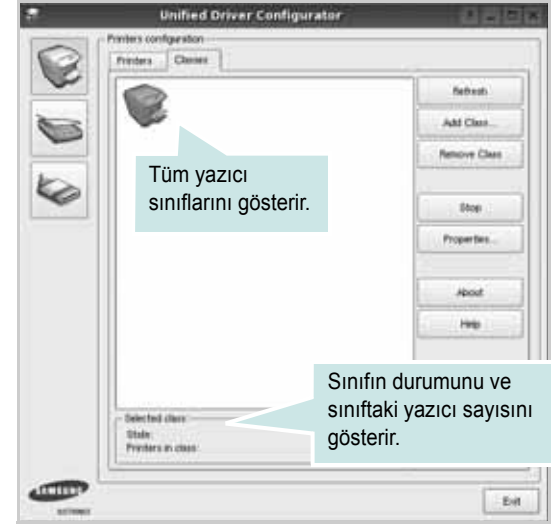 Unified Driver Configurator
Printers configuration
Printers Classes
Refresh
Add Class...
Remove Class
Tüm yazıcı
sınıflarını gösterir.
Stop
Properties...
About
Help
Sınıfın durumunu ve
sınıftaki yazıcı sayısını
gösterir.
Selected class:
State:
Printers in class:
SAMSUNG
ELECTRONICS
Exit